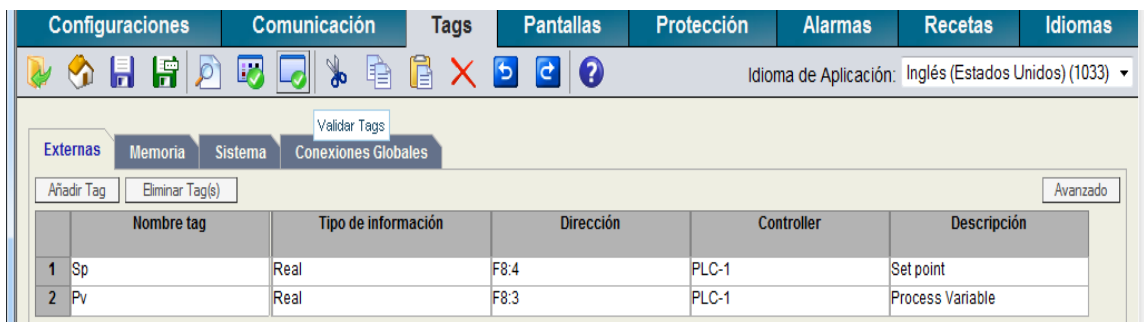 Configuraciones Comunicación Tags Pantallas Protección Alarmas Recetas Idiomas
Idioma de Aplicación: Inglés (Estados Unidos) (1033)
Validar Tags
Externas Memoria Sistema Conexiones Globales
Añadir Tag Eliminar Tag(s) Avanzado
Nombre tag Tipo de información Dirección Controller Descripción
1 Sp Real F8:4 PLC-1 Set point
2 Pv Real F8:3 PLC-1 Process Variable